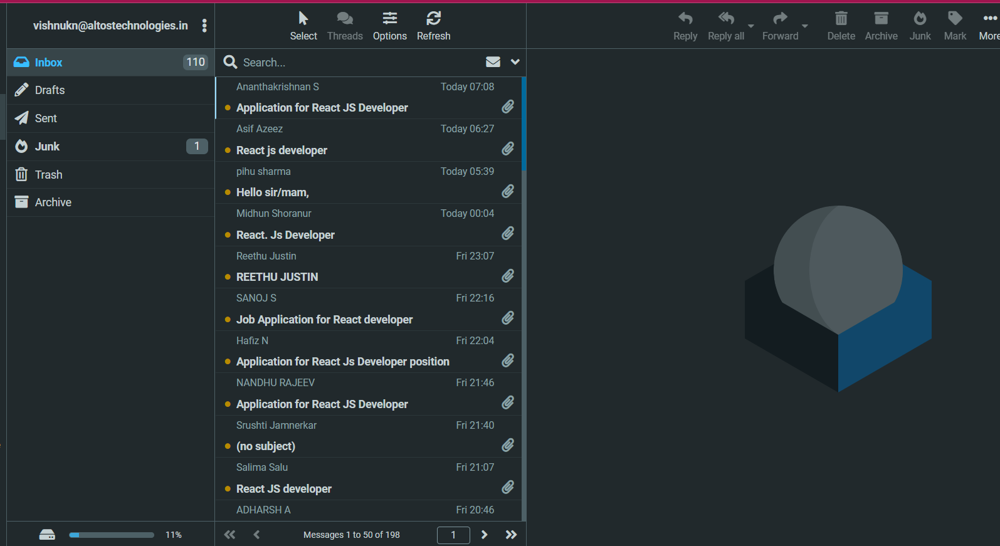 vishnukn@altostechnologies.in
Select Threads Options Refresh
Reply Reply all Forward Delete Archive Junk Mark More
Inbox 110
Drafts
Sent
Junk 1
Trash
Archive
Search...
Ananthakrishnan S Today 07:08
Application for React JS Developer
Asif Azeez Today 06:27
React js developer
pihu sharma Today 05:39
Hello sir/mam,
Midhun Shoranur Today 00:04
React. Js Developer
Reethu Justin Fri 23:07
REETHU JUSTIN
SANOJ S Fri 22:16
Job Application for React developer
Hafiz N Fri 22:04
Application for React Js Developer position
NANDHU RAJEEV Fri 21:46
Application for React JS Developer
Srushti Jamnerkar Fri 21:40
(no subject)
Salima Salu Fri 21:07
React JS developer
ADHARSH A Fri 20:46
11%
Messages 1 to 50 of 198
1